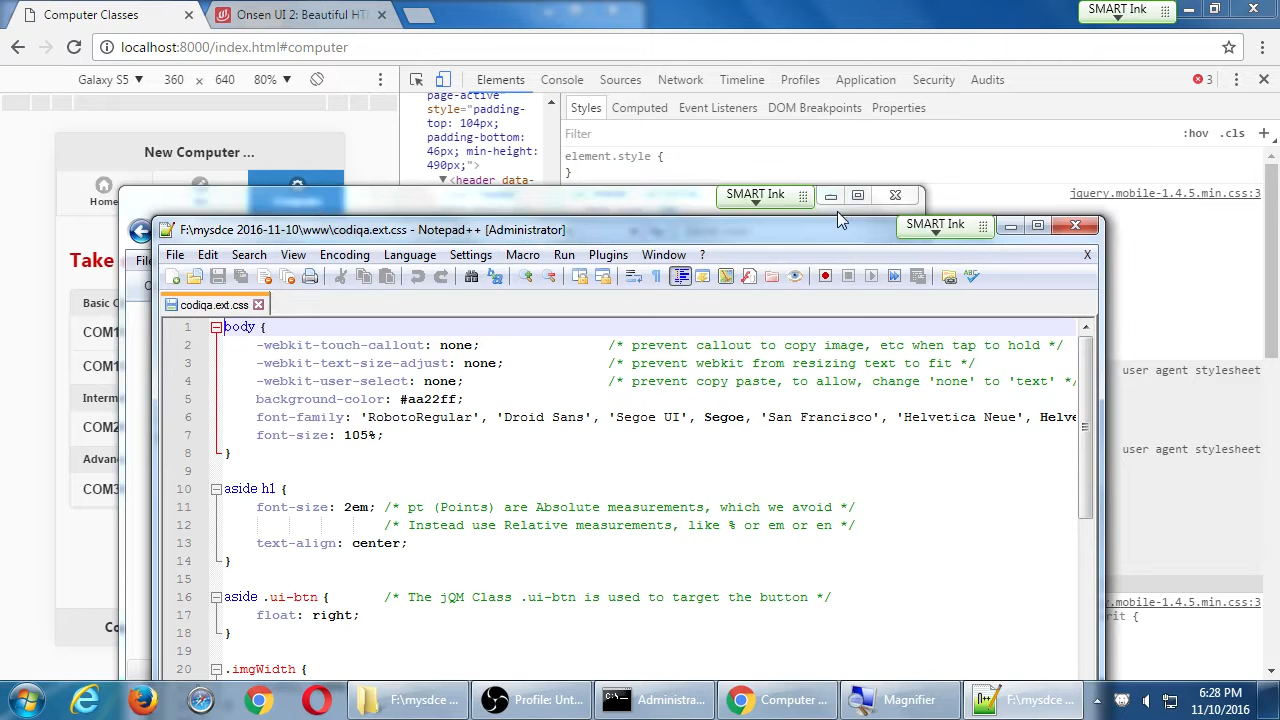 Computer Classes
Onsen UI 2: Beautiful HT
SMART Ink
localhost:8000/index.html#computer
Galaxy S5 360 × 640 80%
Elements Console Sources Network Timeline Profiles Application Security Audits
3
page-active"
style="padding-
top: 104px;
padding-bottom:
46px; min-height:
490px;">
<header data-
Styles Computed Event Listeners DOM Breakpoints Properties
Filter
:hov .cls
element.style {
}
jquery.mobile-1.4.5.min.css:3
New Computer ...
Home
Take
Basic C
COM1
COM1
Interm
COM2
Advan
COM3
Co
SMART Ink
Fil
F:\mysdce 2016-11-10\www\codiqa.ext.css - Notepad++ [Administrator]
SMART Ink
File Edit Search View Encoding Language Settings Macro Run Plugins Window ?
X
codiqa.ext.css
1 body {
2 -webkit-touch-callout: none; /* prevent callout to copy image, etc when tap to hold */
3 -webkit-text-size-adjust: none; /* prevent webkit from resizing text to fit */
4 -webkit-user-select: none; /* prevent copy paste, to allow, change 'none' to 'text' */
5 background-color: #aa22ff;
6 font-family: 'RobotoRegular', 'Droid Sans', 'Segoe UI', Segoe, 'San Francisco', 'Helvetica Neue', Helve
7 font-size: 105%;
8 }
9
10 aside h1 {
11 font-size: 2em; /* pt (Points) are Absolute measurements, which we avoid */
12 /* Instead use Relative measurements, like % or em or en */
13 text-align: center;
14 }
15
16 aside .ui-btn { /* The jQM Class .ui-btn is used to target the button */
17 float: right;
18 }
19
20 .imgWidth {
user agent stylesheet
user agent stylesheet
.mobile-1.4.5.min.css:3
rit {
F:\mysdce ...
Profile: Unt...
Administra...
Computer ...
Magnifier
F:\mysdce ...
6:28 PM
11/10/2016